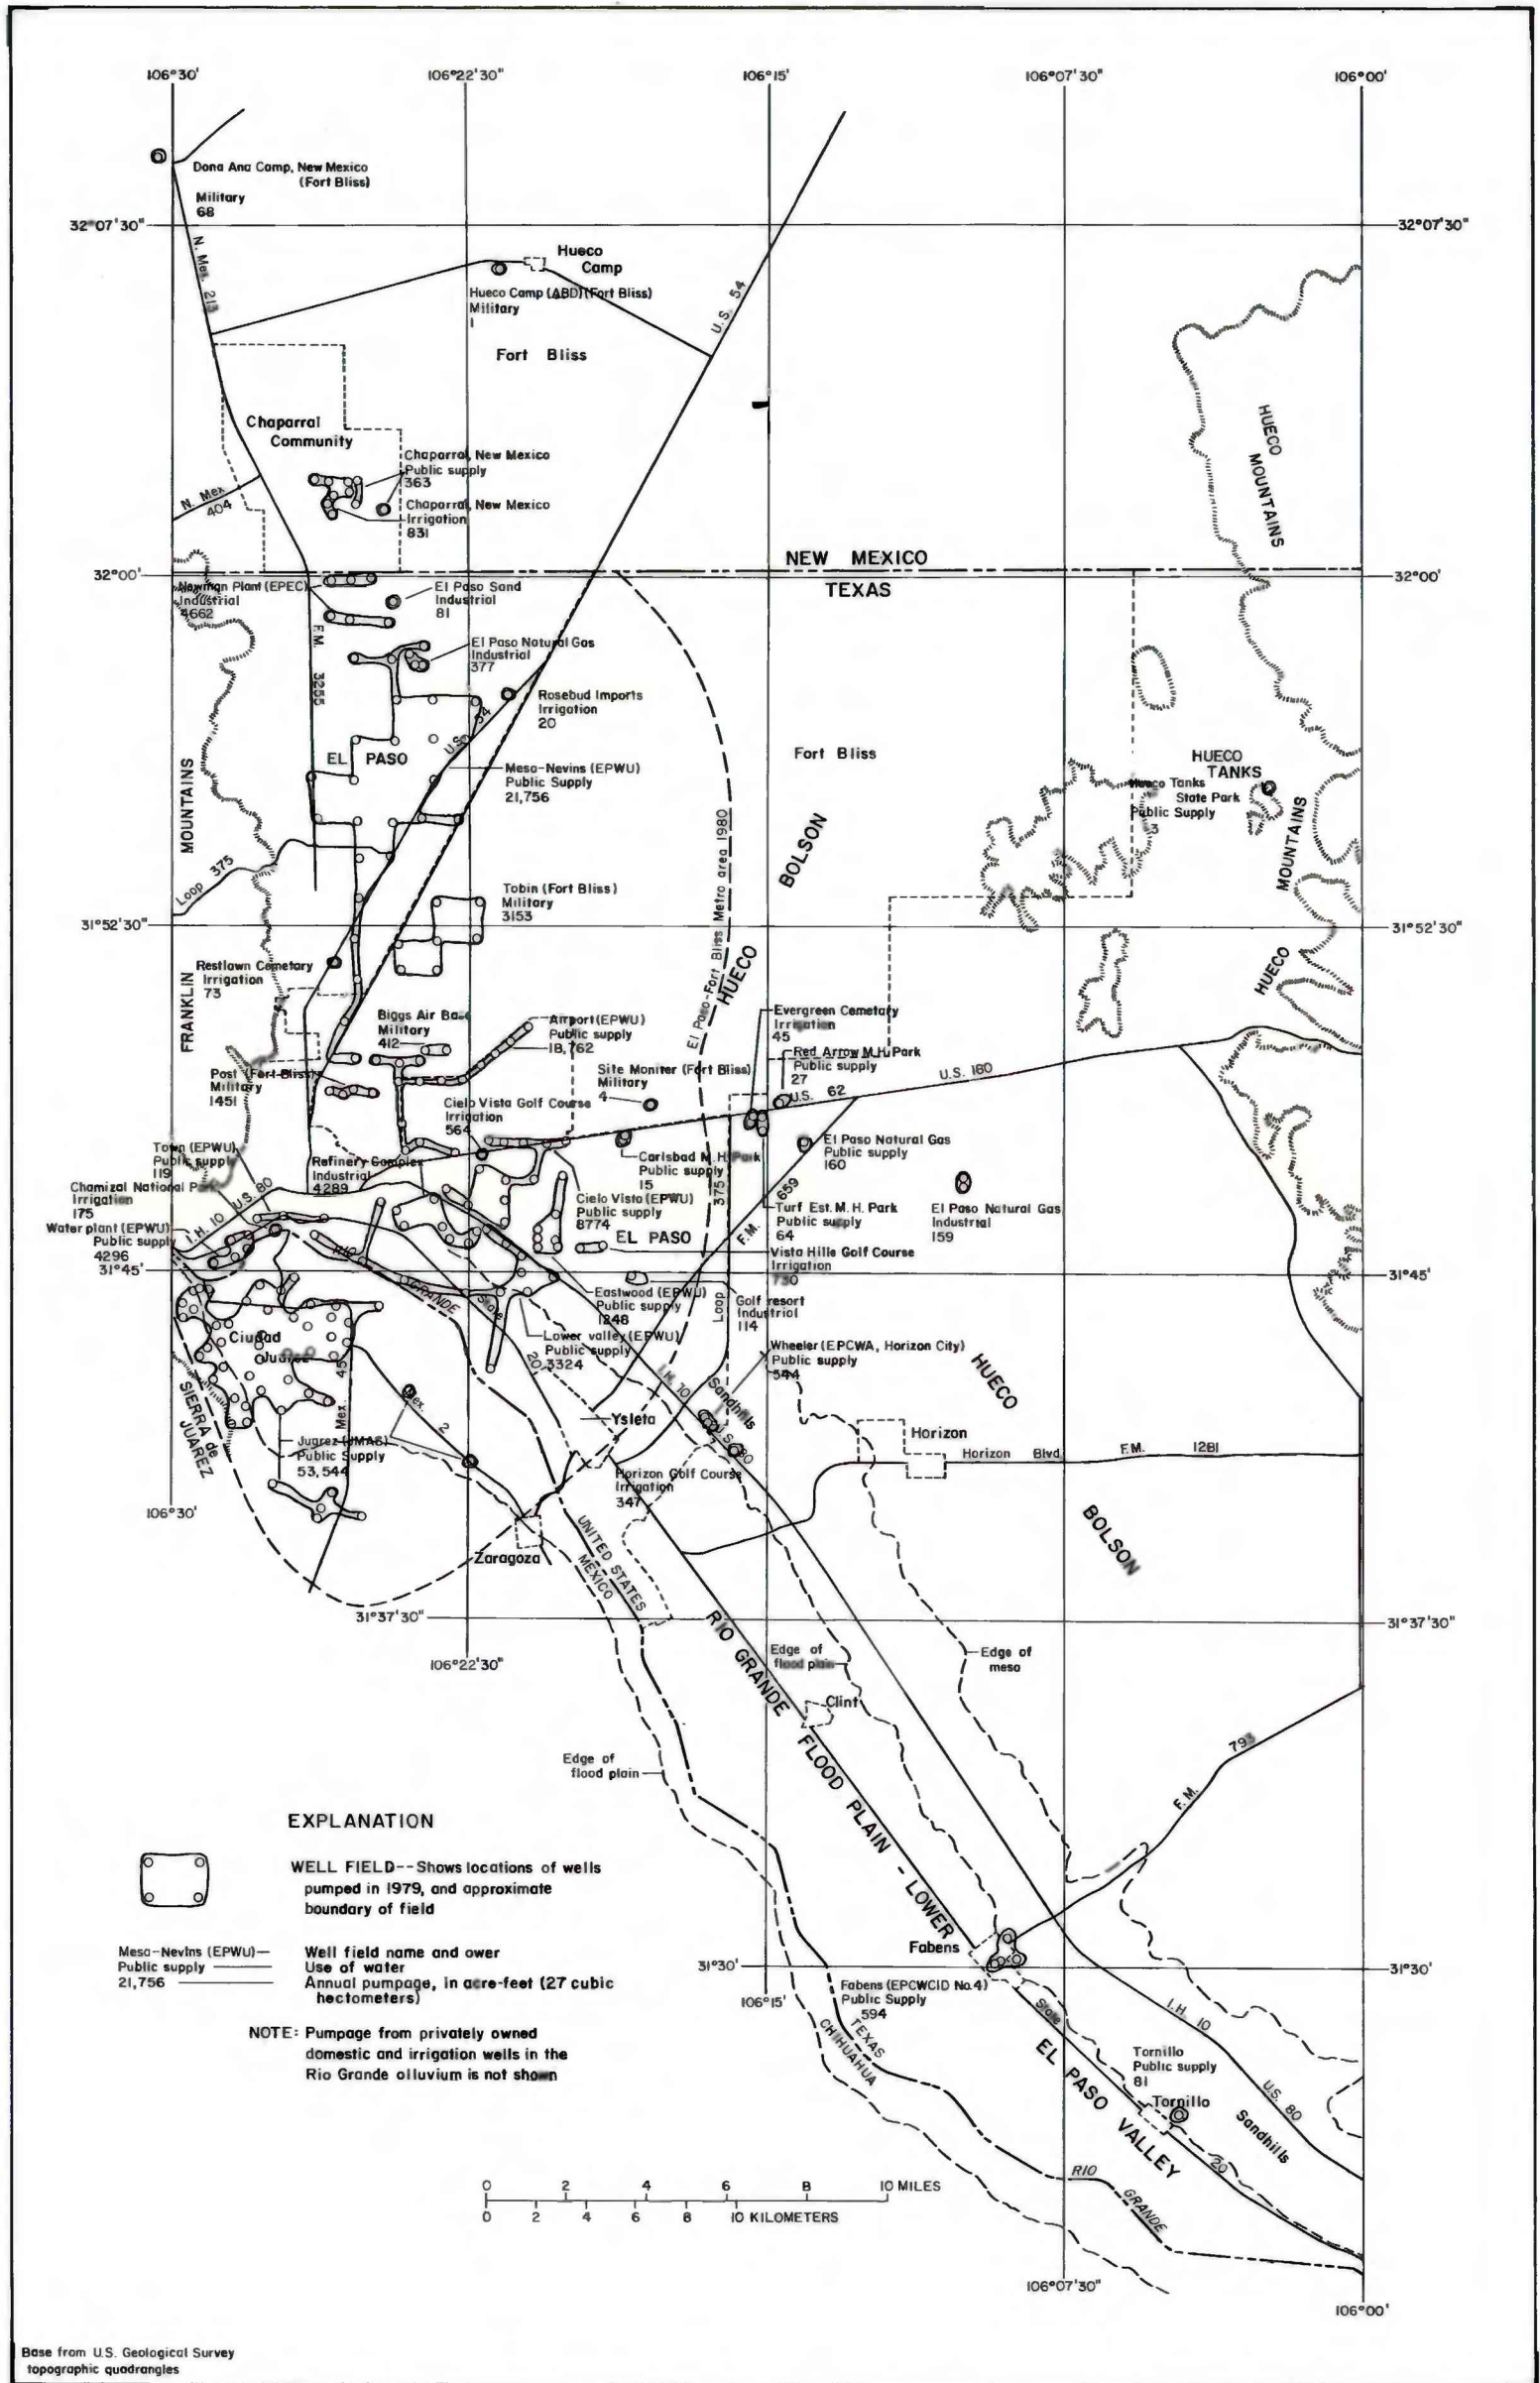 106°30'
106°22'30"
106°15'
106°07'30"
106°00'
Dona Ana Camp, New Mexico
(Fort Bliss)
Military
68
32°07'30"
32°07'30"
N. Mex. 213
Hueco
Camp
Hueco Camp (ABD) (Fort Bliss)
Military
1
U.S. 54
Fort Bliss
HUECO
MOUNTAINS
Chaparral
Community
Chaparral, New Mexico
Public supply
363
N. Mex
404
Chaparral, New Mexico
Irrigation
831
NEW MEXICO
32°00'
32°00'
TEXAS
Newman Plant (EPEC)
Industrial
4662
El Paso Sand
Industrial
81
F.M.
3255
El Paso Natural Gas
Industrial
377
Rosebud Imports
Irrigation
20
U.S. 54
EL PASO
Fort Bliss
HUECO
TANKS
Mesa-Nevins (EPWU)
Public Supply
21,756
Hueco Tanks
State Park
Public Supply
3
MOUNTAINS
BOLSON
MOUNTAINS
El Paso-Fort Bliss Metro area 1980
Loop 375
Tobin (Fort Bliss)
Military
3153
31°52'30"
31°52'30"
Restlawn Cemetary
Irrigation
73
FRANKLIN
HUECO
HUECO
Biggs Air Base
Military
412
Airport (EPWU)
Public supply
18,762
Evergreen Cemetary
Irrigation
45
Red Arrow M.H. Park
Public supply
27
Post (Fort Bliss)
Military
1451
Site Moniter (Fort Bliss)
Military
4
U.S. 62
U.S. 180
Cielo Vista Golf Course
Irrigation
564
El Paso Natural Gas
Public supply
160
Town (EPWU)
Public supply
119
Refinery Complex
Industrial
4289
Carlsbad M.H. Park
Public supply
15
Chamizal National Park
Irrigation
175
I.H. 10 U.S. 80
Cielo Vista (EPWU)
Public supply
8774
375
F.M. 659
Turf Est. M. H. Park
Public supply
64
El Paso Natural Gas
Industrial
159
Water plant (EPWU)
Public supply
4296
EL PASO
Vista Hills Golf Course
Irrigation
730
31°45'
31°45'
RIO
GRANDE
State
20
Eastwood (EPWU)
Public supply
1248
Loop
Golf resort
Industrial
114
Lower valley (EPWU)
Public supply
3324
Wheeler (EPCWA, Horizon City)
Public supply
544
Ciudad
Juarez
HUECO
I.H. 10
Sandhills
SIERRA de
JUAREZ
Mex. 45
Mex. 2
Ysleta
U.S. 80
Juarez (JMAS)
Public Supply
53,544
Horizon
Horizon Blvd
F.M. 1281
Horizon Golf Course
Irrigation
347
106°30'
Zaragoza
UNITED STATES
MEXICO
BOLSON
31°37'30"
31°37'30"
106°22'30"
Edge of
flood plain
Edge of
mesa
RIO GRANDE FLOOD PLAIN - LOWER
Clint
F.M. 793
Edge of
flood plain
EXPLANATION
WELL FIELD--Shows locations of wells
pumped in 1979, and approximate
boundary of field
Mesa-Nevins (EPWU)—
Public supply
21,756
Well field name and ower
Use of water
Annual pumpage, in acre-feet (27 cubic
hectometers)
NOTE: Pumpage from privately owned
domestic and irrigation wells in the
Rio Grande alluvium is not shown
Fabens
31°30'
31°30'
106°15'
Fabens (EPCWCID No.4)
Public Supply
594
TEXAS
CHIHUAHUA
State
I.H. 10
EL PASO VALLEY
Tornillo
Public supply
81
Tornillo
U.S. 80
Sandhills
20
RIO
GRANDE
0 2 4 6 8 10 MILES
0 2 4 6 8 10 KILOMETERS
106°07'30"
106°00'
Base from U.S. Geological Survey
topographic quadrangles